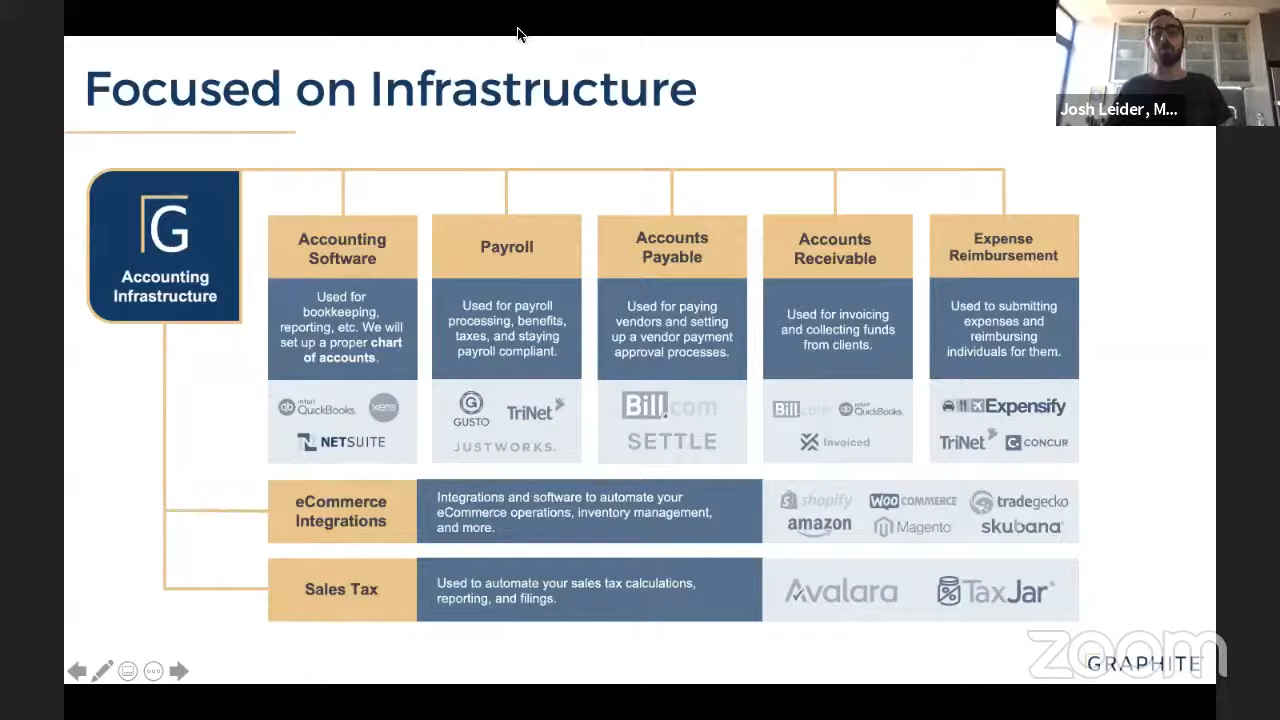 Focused on Infrastructure
Josh Leider, M...
G
Accounting
Infrastructure
Accounting
Software
Used for
bookkeeping,
reporting, etc. We will
set up a proper chart
of accounts.
qb intuit QuickBooks xero
NETSUITE
Payroll
Used for payroll
processing, benefits,
taxes, and staying
payroll compliant.
G GUSTO TriNet
JUSTWORKS.
Accounts
Payable
Used for paying
vendors and setting
up a vendor payment
approval processes.
Bill.com
SETTLE
Accounts
Receivable
Used for invoicing
and collecting funds
from clients.
Bill.com qb intuit QuickBooks
Invoiced
Expense
Reimbursement
Used to submitting
expenses and
reimbursing
individuals for them.
Expensify
TriNet C. CONCUR
eCommerce
Integrations
Integrations and software to automate your
eCommerce operations, inventory management,
and more.
shopify WOO COMMERCE tradegecko
amazon Magento skubana
Sales Tax
Used to automate your sales tax calculations,
reporting, and filings.
Avalara TaxJar
zoom
GRAPHITE